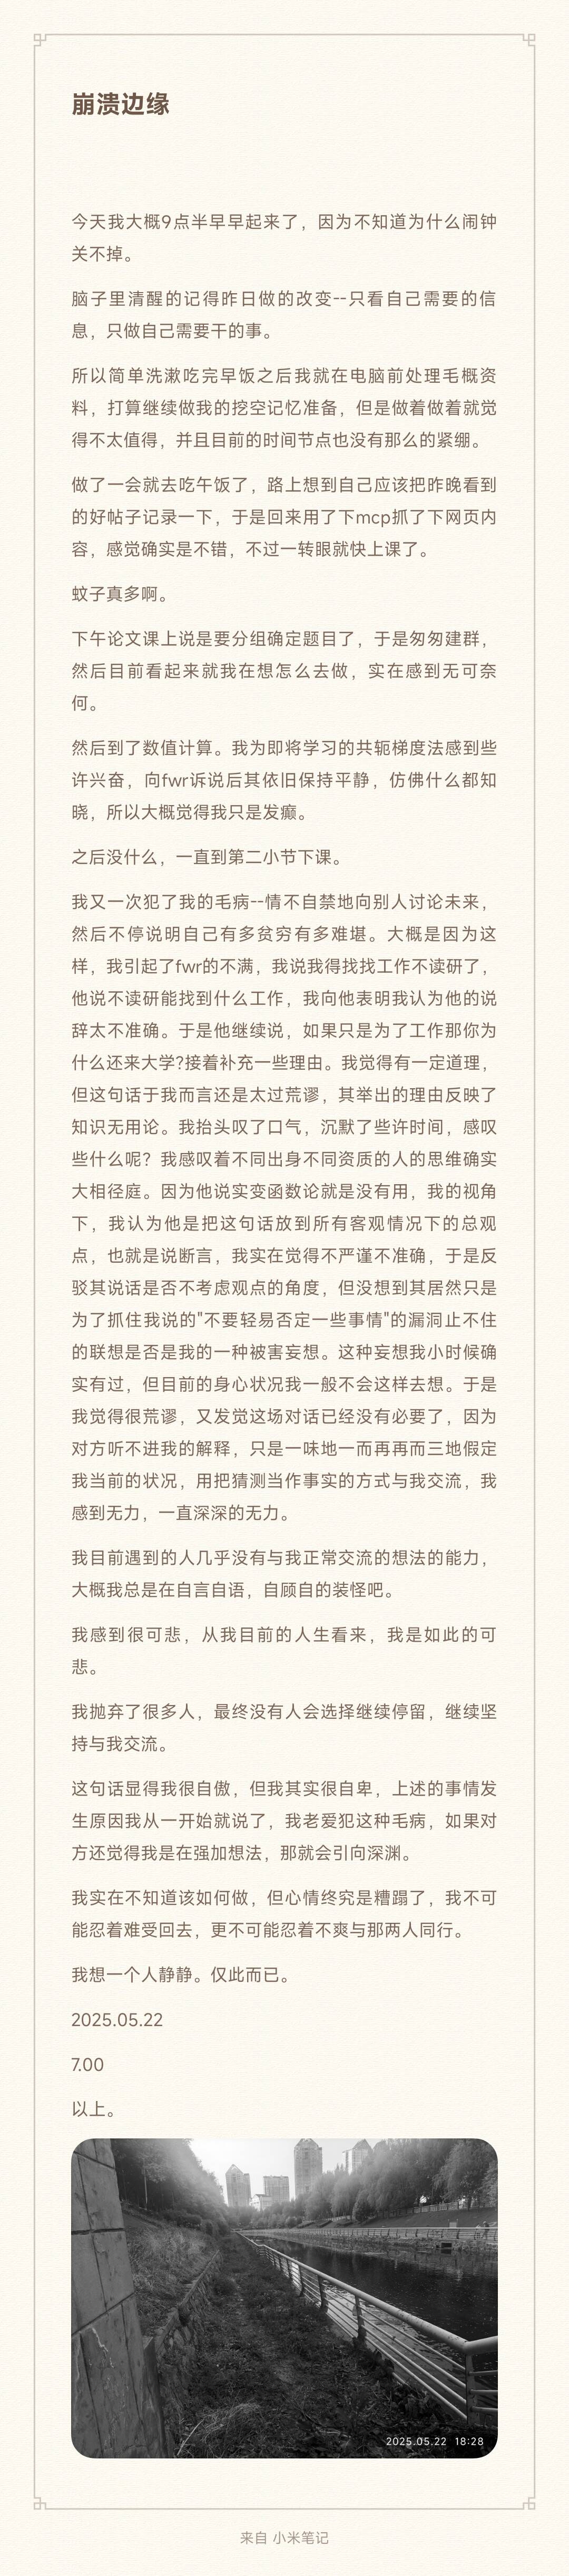 崩溃边缘
今天我大概9点半早早起来了，因为不知道为什么闹钟
关不掉。
脑子里清醒的记得昨日做的改变--只看自己需要的信
息，只做自己需要干的事。
所以简单洗漱吃完早饭之后我就在电脑前处理毛概资
料，打算继续做我的挖空记忆准备，但是做着做着就觉
得不太值得，并且目前的时间节点也没有那么的紧绷。
做了一会就去吃午饭了，路上想到自己应该把昨晚看到
的好帖子记录一下，于是回来用了下mcp抓了下网页内
容，感觉确实是不错，不过一转眼就快上课了。
蚊子真多啊。
下午论文课上说是要分组确定题目了，于是匆匆建群，
然后目前看起来就我在想怎么去做，实在感到无可奈
何。
然后到了数值计算。我为即将学习的共轭梯度法感到些
许兴奋，向fwr诉说后其依旧保持平静，仿佛什么都知
晓，所以大概觉得我只是发癫。
之后没什么，一直到第二小节下课。
我又一次犯了我的毛病--情不自禁地向别人讨论未来，
然后不停说明自己有多贫穷有多难堪。大概是因为这
样，我引起了fwr的不满，我说我得找找工作不读研了，
他说不读研能找到什么工作，我向他表明我认为他的说
辞太不准确。于是他继续说，如果只是为了工作那你为
什么还来大学?接着补充一些理由。我觉得有一定道理，
但这句话于我而言还是太过荒谬，其举出的理由反映了
知识无用论。我抬头叹了口气，沉默了些许时间，感叹
些什么呢？我感叹着不同出身不同资质的人的思维确实
大相径庭。因为他说实变函数论就是没有用，我的视角
下，我认为他是把这句话放到所有客观情况下的总观
点，也就是说断言，我实在觉得不严谨不准确，于是反
驳其说话是否不考虑观点的角度，但没想到其居然只是
为了抓住我说的"不要轻易否定一些事情"的漏洞止不住
的联想是否是我的一种被害妄想。这种妄想我小时候确
实有过，但目前的身心状况我一般不会这样去想。于是
我觉得很荒谬，又发觉这场对话已经没有必要了，因为
对方听不进我的解释，只是一味地一而再再而三地假定
我当前的状况，用把猜测当作事实的方式与我交流，我
感到无力，一直深深的无力。
我目前遇到的人几乎没有与我正常交流的想法的能力，
大概我总是在自言自语，自顾自的装怪吧。
我感到很可悲，从我目前的人生看来，我是如此的可
悲。
我抛弃了很多人，最终没有人会选择继续停留，继续坚
持与我交流。
这句话显得我很自傲，但我其实很自卑，上述的事情发
生原因我从一开始就说了，我老爱犯这种毛病，如果对
方还觉得我是在强加想法，那就会引向深渊。
我实在不知道该如何做，但心情终究是糟蹋了，我不可
能忍着难受回去，更不可能忍着不爽与那两人同行。
我想一个人静静。仅此而已。
2025.05.22
7.00
以上。
2025.05.22 18:28
来自 小米笔记